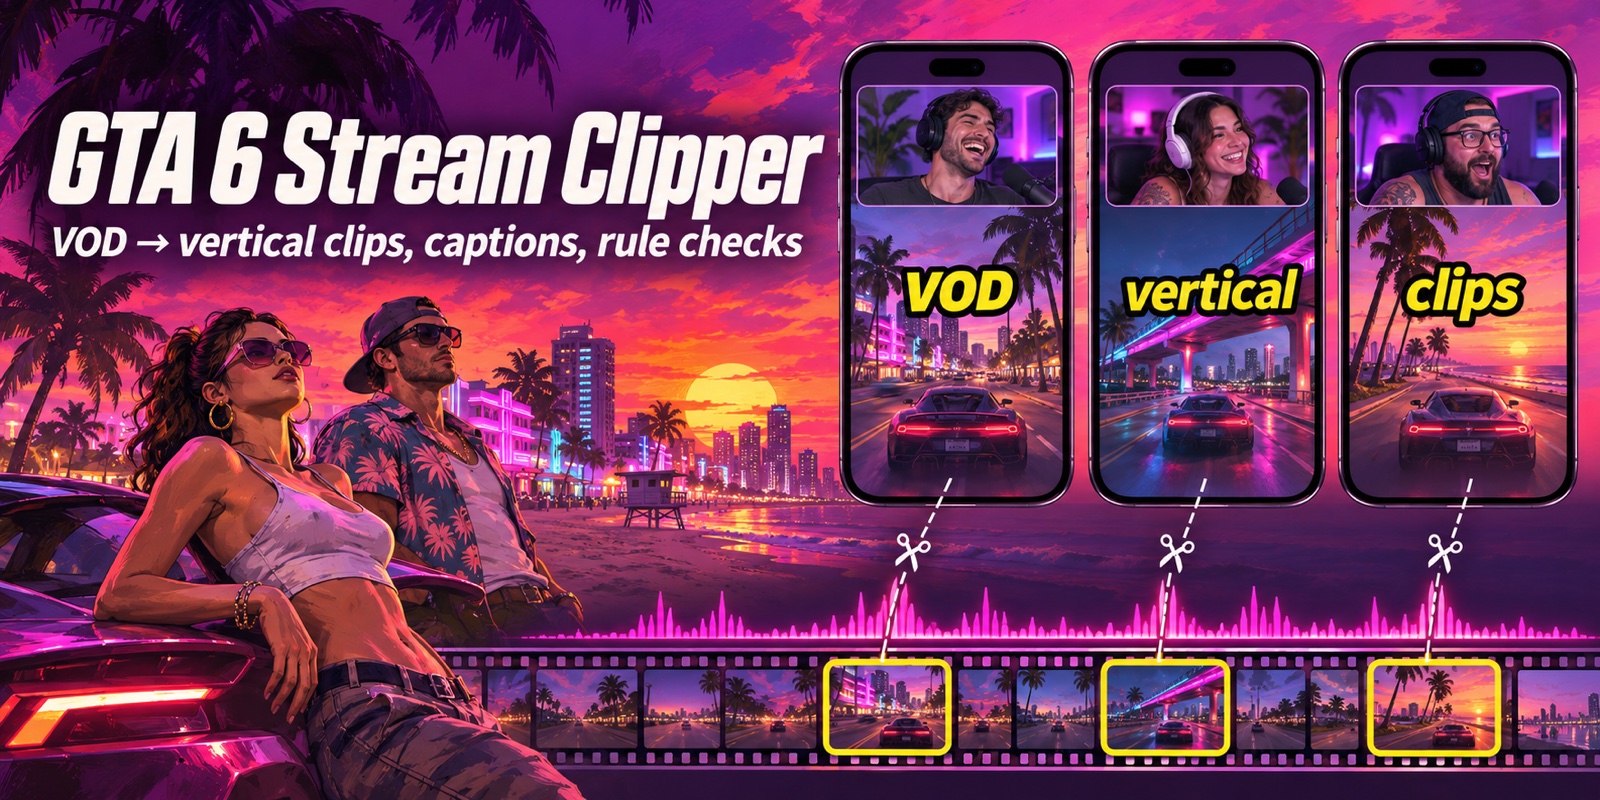 GTA 6 Stream Clipper
VOD → vertical clips, captions, rule checks
VOD
vertical
clips